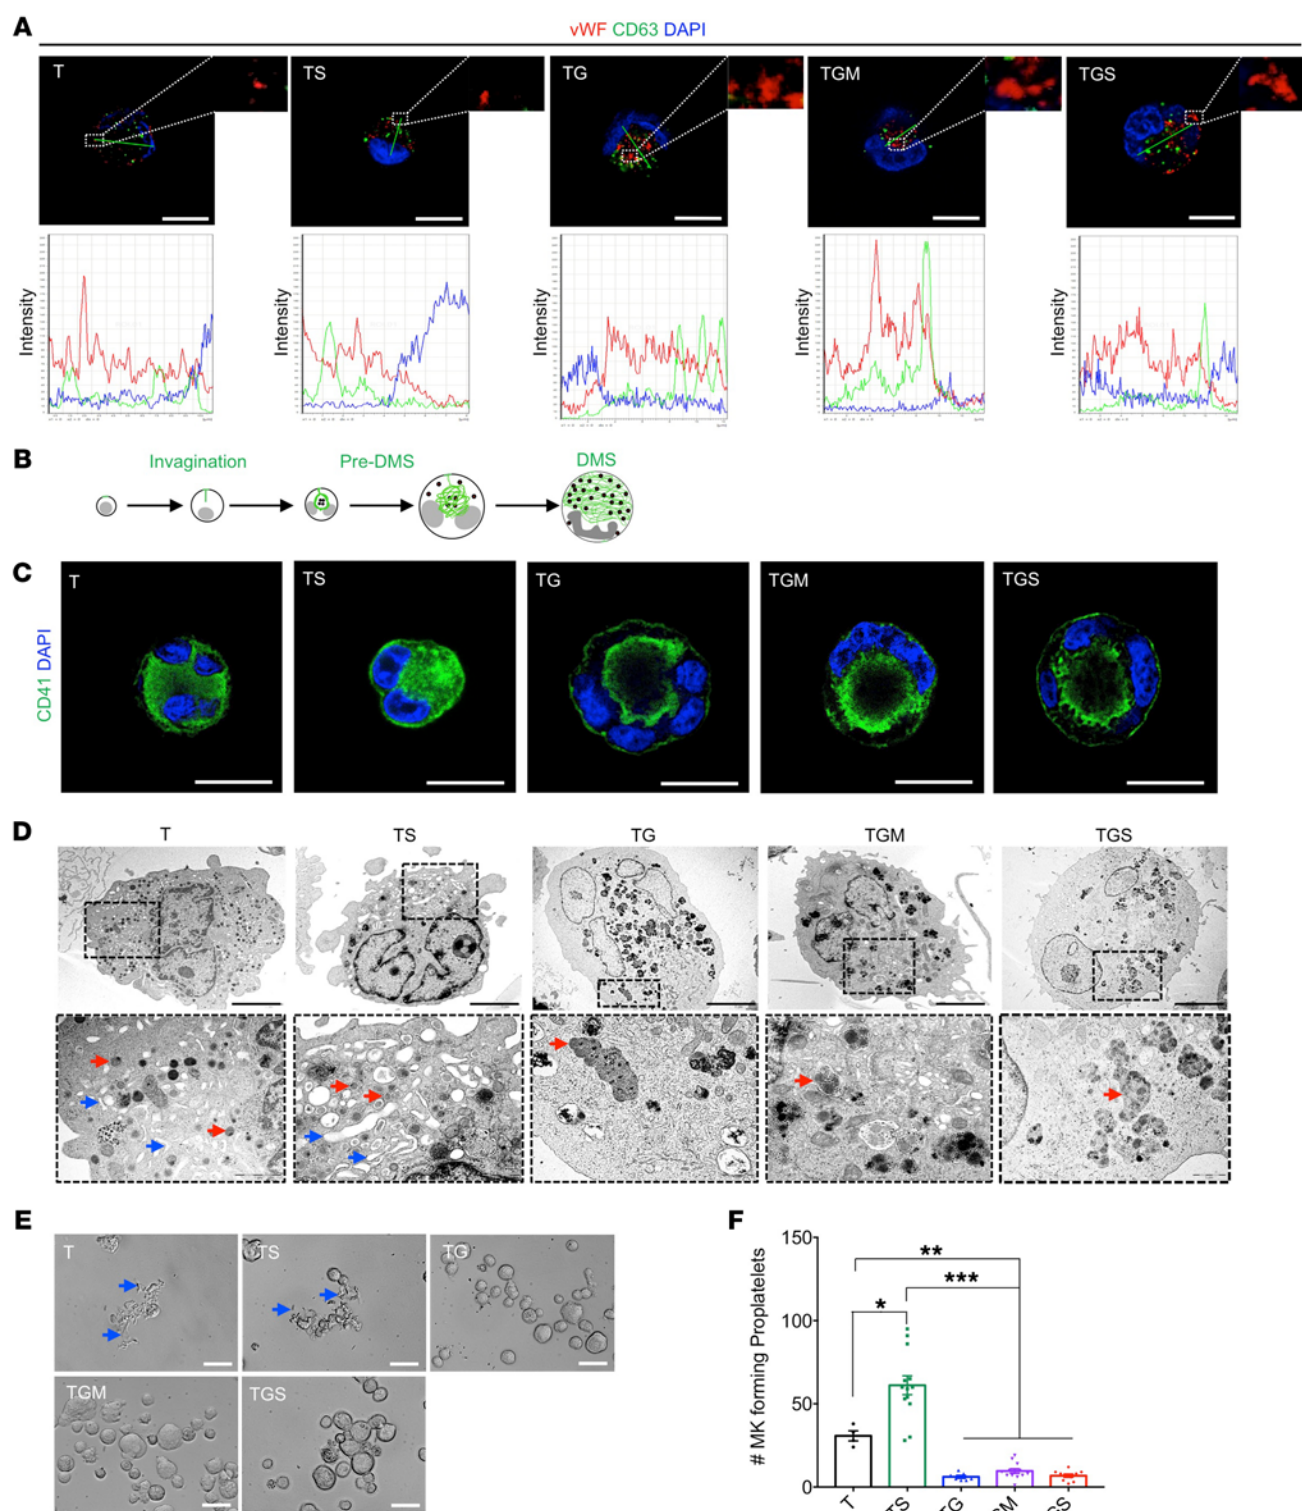 A
vWF CD63 DAPI
T
TS
TG
TGM
TGS
Intensity
Intensity
Intensity
Intensity
Intensity
B
Invagination
Pre-DMS
DMS
C
CD41 DAPI
T
TS
TG
TGM
TGS
D
T
TS
TG
TGM
TGS
E
T
TS
TG
TGM
TGS
F
# MK forming Proplatelets
150
100
50
0
**
***
*
T
TS